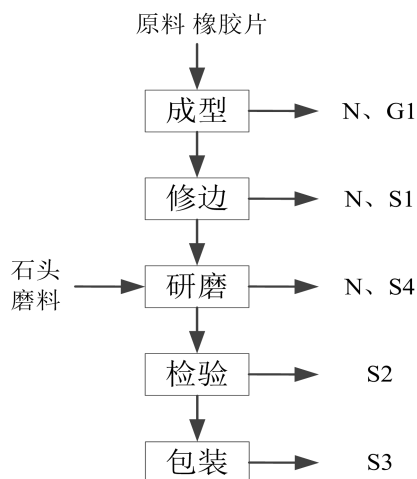 原料 橡胶片
成型
N、G1
修边
N、S1
石头
磨料
研磨
N、S4
检验
S2
包装
S3